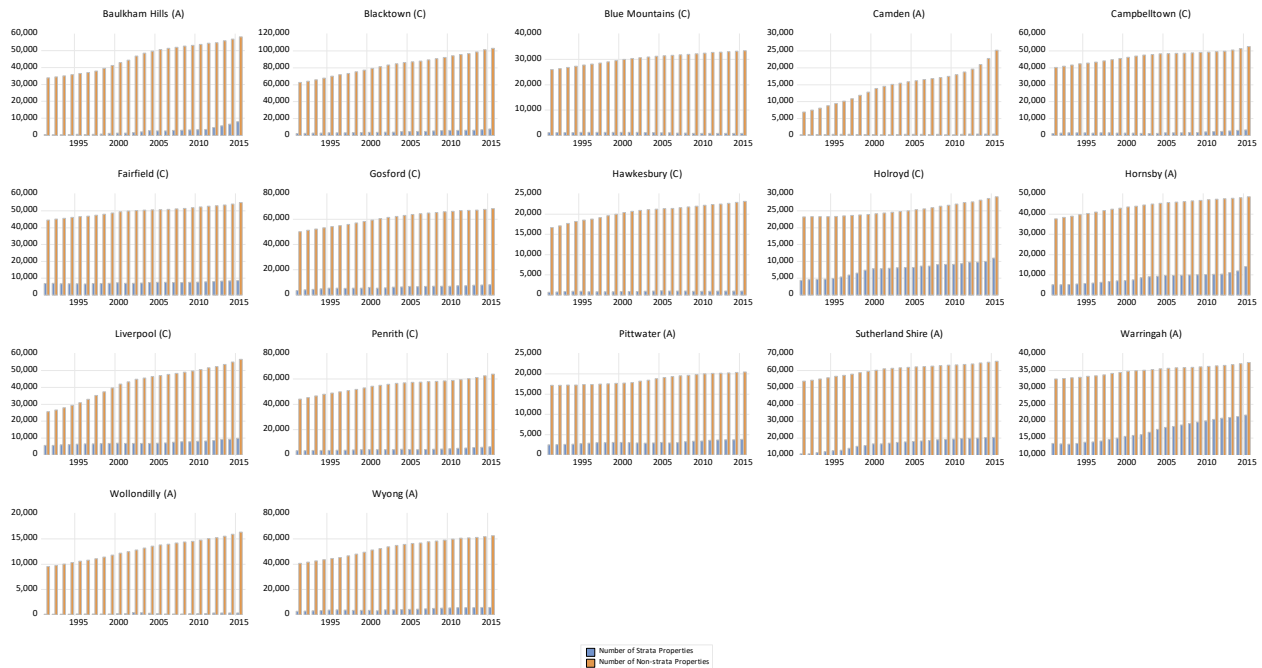 Baulkham Hills (A)
60,000
50,000
40,000
30,000
20,000
10,000
0
1995 2000 2005 2010 2015
Blacktown (C)
120,000
100,000
80,000
60,000
40,000
20,000
0
1995 2000 2005 2010 2015
Blue Mountains (C)
40,000
30,000
20,000
10,000
0
1995 2000 2005 2010 2015
Camden (A)
30,000
25,000
20,000
15,000
10,000
5,000
0
1995 2000 2005 2010 2015
Campbelltown (C)
60,000
50,000
40,000
30,000
20,000
10,000
0
1995 2000 2005 2010 2015
Fairfield (C)
60,000
50,000
40,000
30,000
20,000
10,000
0
1995 2000 2005 2010 2015
Gosford (C)
80,000
60,000
40,000
20,000
0
1995 2000 2005 2010 2015
Hawkesbury (C)
25,000
20,000
15,000
10,000
5,000
0
1995 2000 2005 2010 2015
Holroyd (C)
30,000
25,000
20,000
15,000
10,000
5,000
0
1995 2000 2005 2010 2015
Hornsby (A)
50,000
40,000
30,000
20,000
10,000
0
1995 2000 2005 2010 2015
Liverpool (C)
60,000
50,000
40,000
30,000
20,000
10,000
0
1995 2000 2005 2010 2015
Penrith (C)
80,000
60,000
40,000
20,000
0
1995 2000 2005 2010 2015
Pittwater (A)
25,000
20,000
15,000
10,000
5,000
0
1995 2000 2005 2010 2015
Sutherland Shire (A)
70,000
60,000
50,000
40,000
30,000
20,000
10,000
1995 2000 2005 2010 2015
Warringah (A)
40,000
35,000
30,000
25,000
20,000
15,000
10,000
1995 2000 2005 2010 2015
Wollondilly (A)
20,000
15,000
10,000
5,000
0
1995 2000 2005 2010 2015
Wyong (A)
80,000
60,000
40,000
20,000
0
1995 2000 2005 2010 2015
Number of Strata Properties
Number of Non-strata Properties